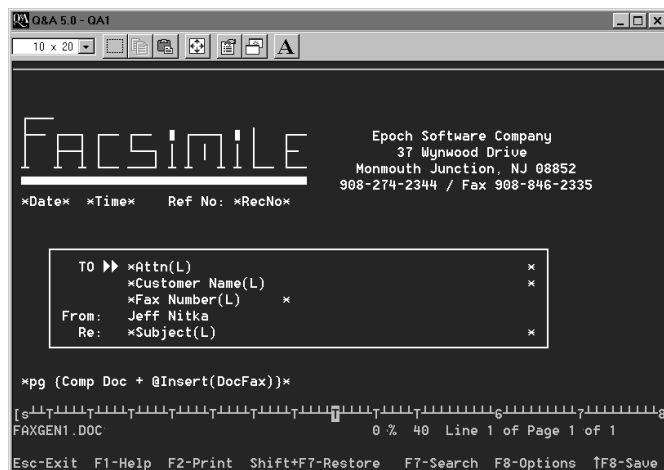 Q&A 5.0 - QA1
10 x 20
A
FACSIMILE
Epoch Software Company
37 Wynwood Drive
Monmouth Junction, NJ 08852
908-274-2344 / Fax 908-846-2335
*Date* *Time* Ref No: *RecNo*
TO ▶▶ *Attn(L) *
*Customer Name(L) *
*Fax Number(L) *
From: Jeff Nitka
Re: *Subject(L) *
*pg {Comp Doc + @Insert(DocFax)}*
[s T T T T T T T T T T 6 7 8
FAXGEN1.DOC 0 % 40 Line 1 of Page 1 of 1
Esc-Exit F1-Help F2-Print Shift+F7-Restore F7-Search F8-Options ↑F8-Save